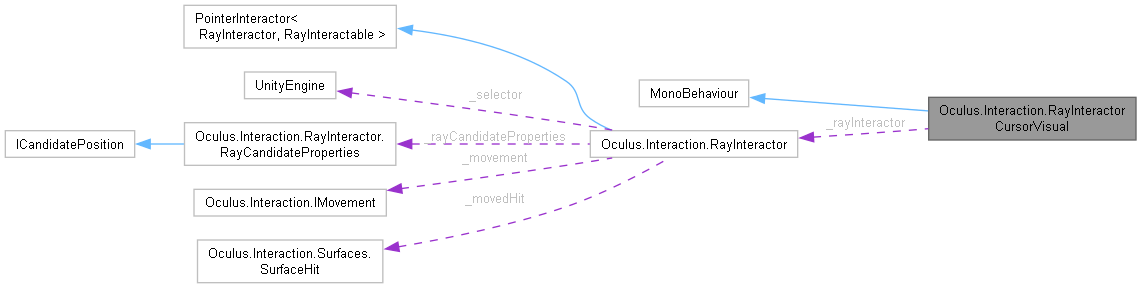 PointerInteractor<
RayInteractor, RayInteractable >
UnityEngine
_selector
MonoBehaviour
Oculus.Interaction.RayInteractor
CursorVisual
_rayInteractor
ICandidatePosition
Oculus.Interaction.RayInteractor.
RayCandidateProperties
_rayCandidateProperties
Oculus.Interaction.RayInteractor
_movement
Oculus.Interaction.IMovement
_movedHit
Oculus.Interaction.Surfaces.
SurfaceHit